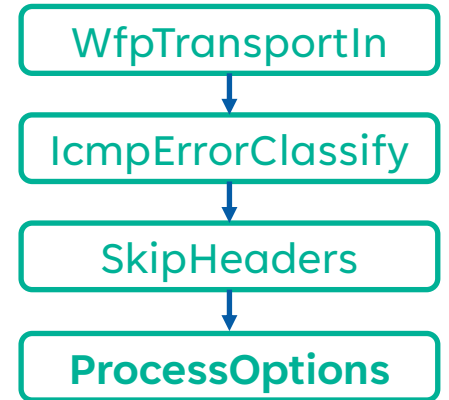 WfpTransportIn
IcmpErrorClassify
SkipHeaders
ProcessOptions